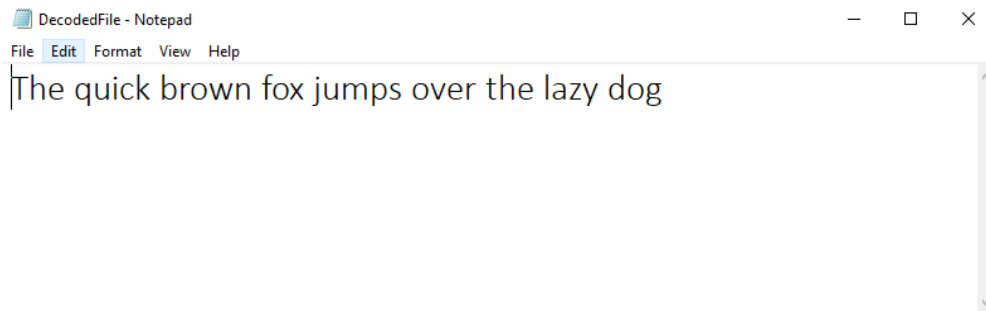 DecodedFile - Notepad
File Edit Format View Help
The quick brown fox jumps over the lazy dog